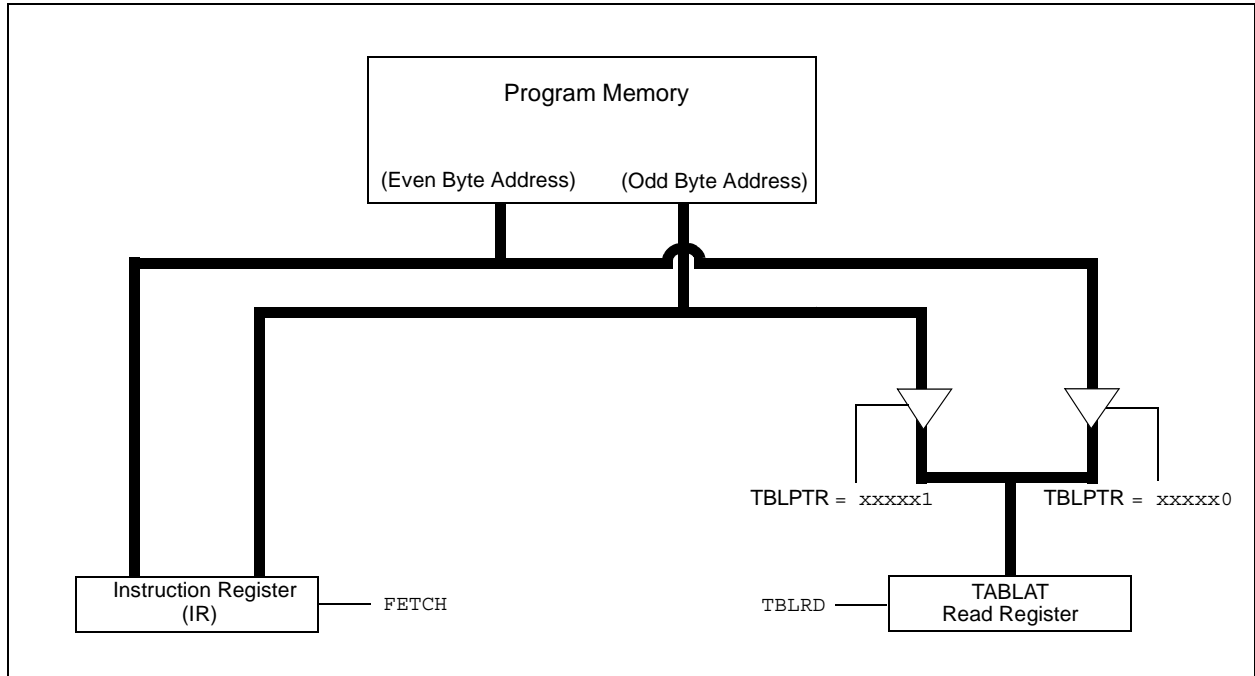 Program Memory
(Even Byte Address) (Odd Byte Address)
TBLPTR = xxxxx1 TBLPTR = xxxxx0
Instruction Register
(IR)
FETCH
TBLRD
TABLAT
Read Register